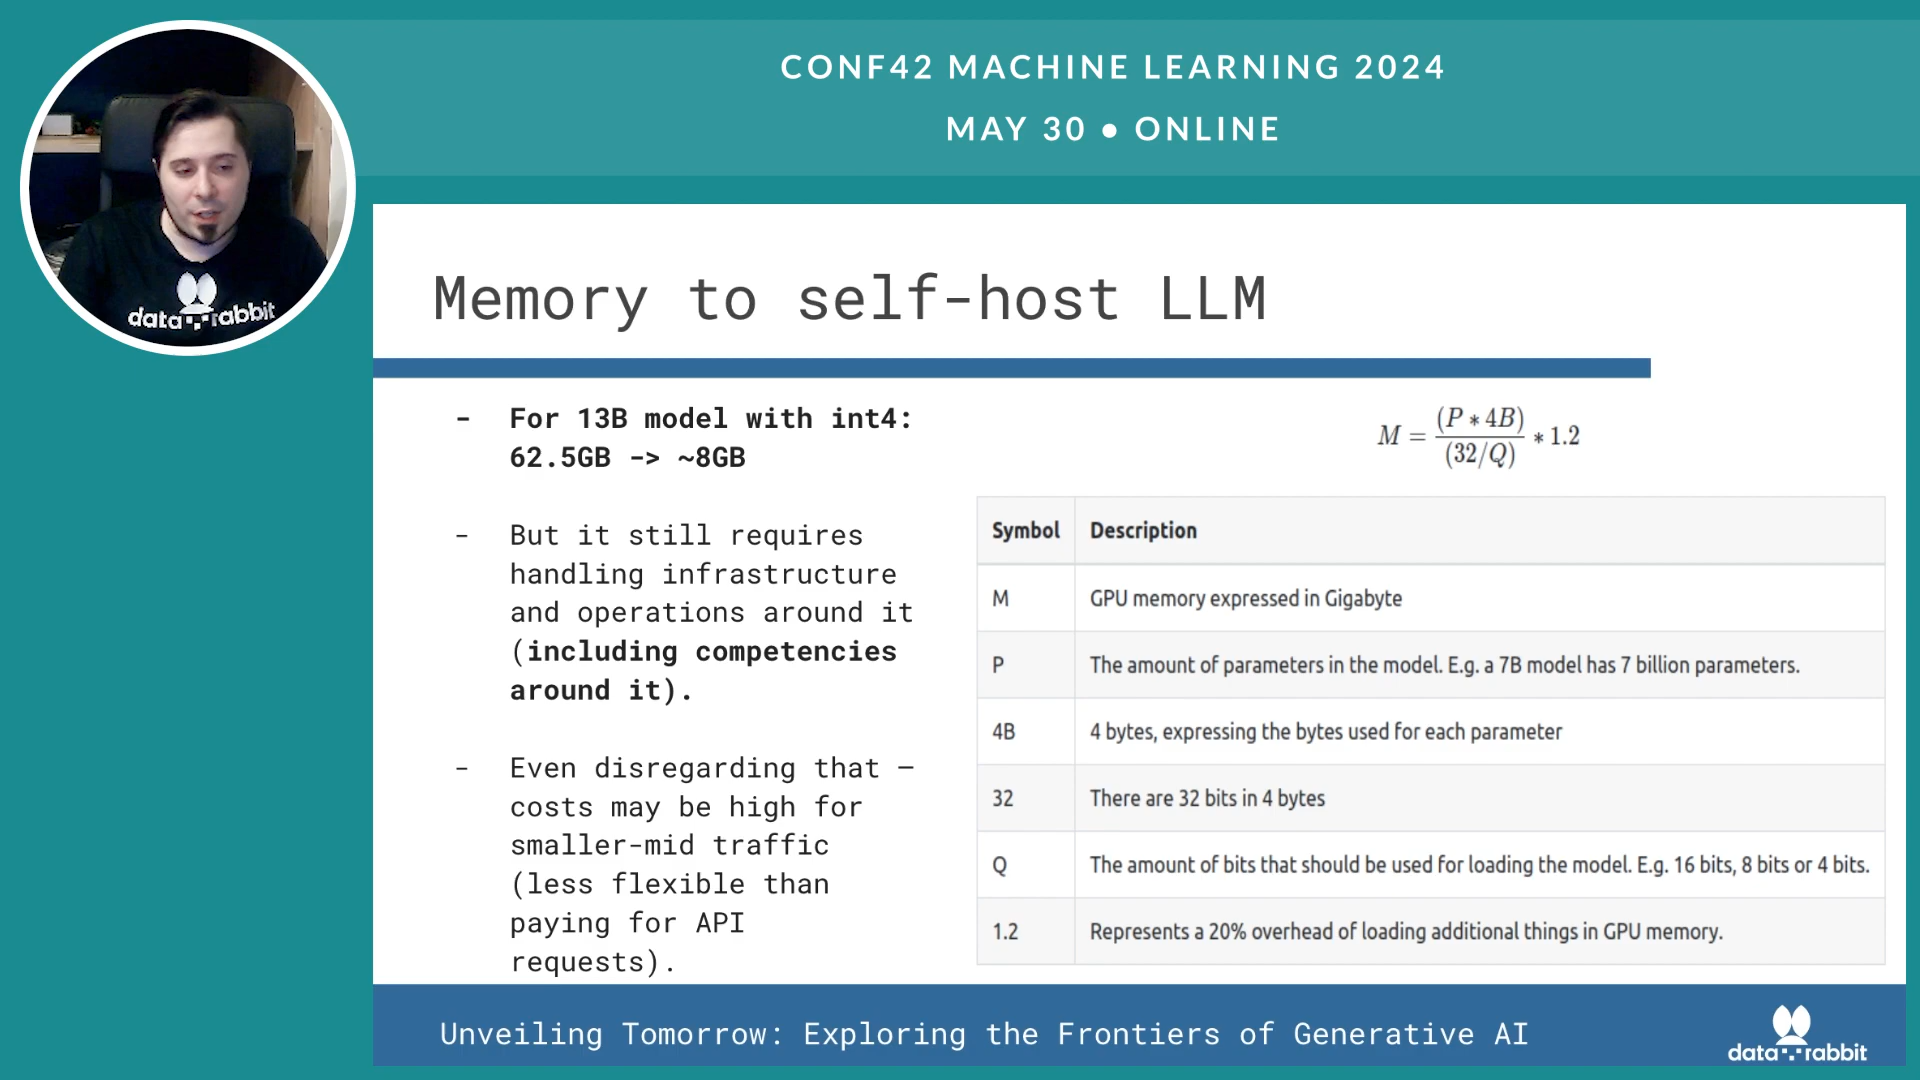 CONF42 MACHINE LEARNING 2024
MAY 30 ● ONLINE
data rabbit
Memory to self-host LLM
- For 13B model with int4:
62.5GB -> ~8GB
- But it still requires
handling infrastructure
and operations around it
(including competencies
around it).
- Even disregarding that –
costs may be high for
smaller-mid traffic
(less flexible than
paying for API
requests).
M = (P * 4B) / (32/Q) * 1.2
Symbol Description
M GPU memory expressed in Gigabyte
P The amount of parameters in the model. E.g. a 7B model has 7 billion parameters.
4B 4 bytes, expressing the bytes used for each parameter
32 There are 32 bits in 4 bytes
Q The amount of bits that should be used for loading the model. E.g. 16 bits, 8 bits or 4 bits.
1.2 Represents a 20% overhead of loading additional things in GPU memory.
Unveiling Tomorrow: Exploring the Frontiers of Generative AI
data rabbit